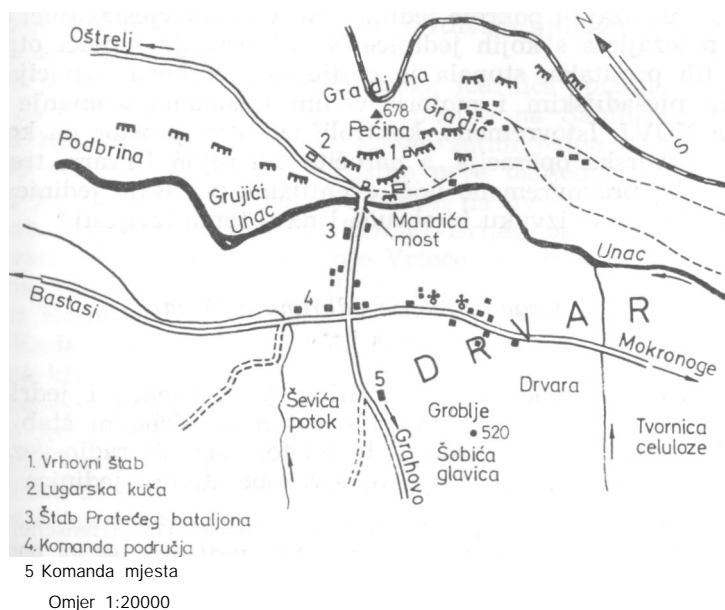 Oštrelj
N
S
Gradina
678
Pećina
Gradić
Podbrina
2
Grujići
Unac
3
Mandića
most
Unac
Bastasi
4
DRVAR
Mokronoge
5
Ševića
potok
Grahovo
Groblje
520
Šobića
glavica
Drvara
Tvornica
celuloze
1. Vrhovni štab
2. Lugarska kuča
3. Štab Pratećeg bataljona
4. Komanda područja
5 Komanda mjesta
Omjer 1:20000